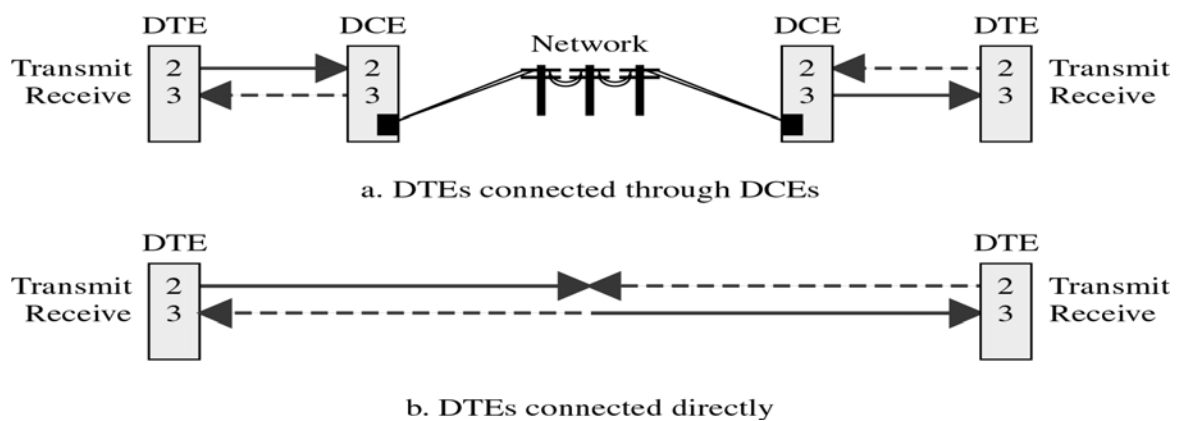 DTE DCE DCE DTE
Network
Transmit 2 2 2 2 Transmit
Receive 3 3 3 3 Receive
a. DTEs connected through DCEs
DTE DTE
Transmit 2 2 Transmit
Receive 3 3 Receive
b. DTEs connected directly